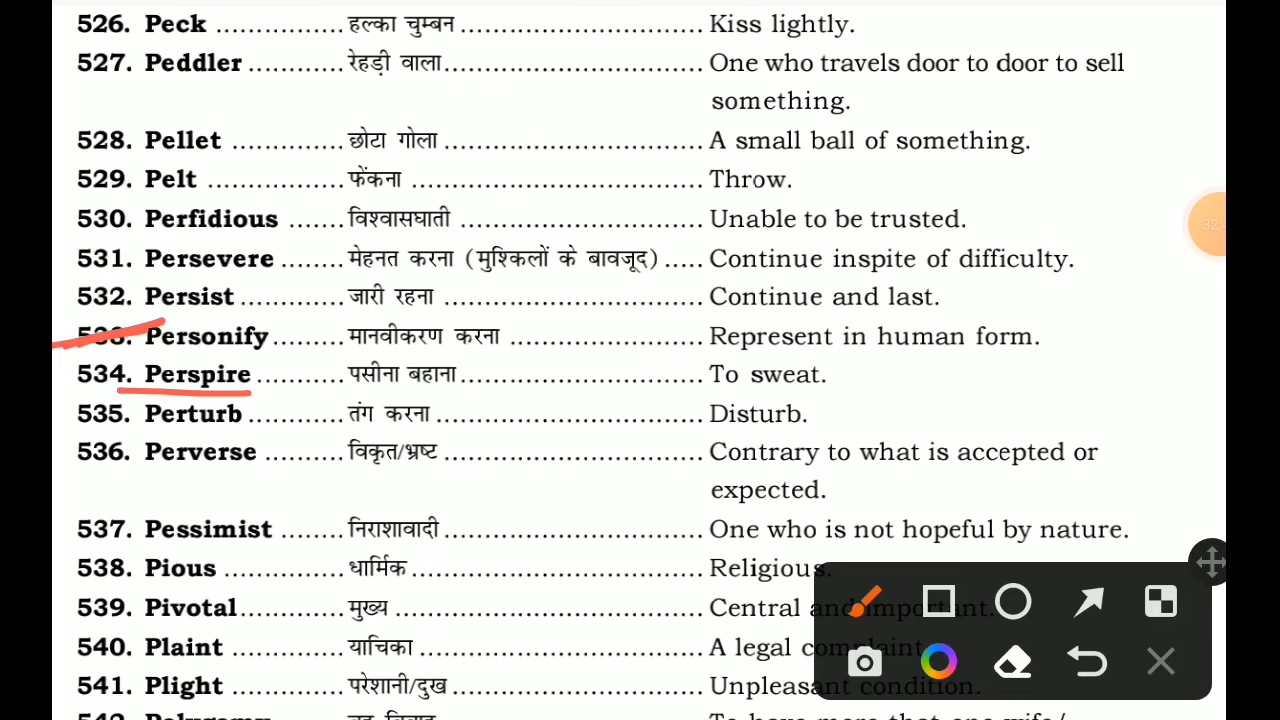 526. Peck ................हल्का चुम्बन.............................. Kiss lightly.
527. Peddler............रेहड़ी वाला................................ One who travels door to door to sell
something.
528. Pellet ..............छोटा गोला................................ A small ball of something.
529. Pelt .................फेंकना .................................... Throw.
530. Perfidious .......विश्वासघाती .............................. Unable to be trusted.
531. Persevere ........मेहनत करना (मुश्किलों के बावजूद) ..... Continue inspite of difficulty.
532. Persist.............जारी रहना ................................ Continue and last.
533. Personify.........मानवीकरण करना ........................ Represent in human form.
534. Perspire...........पसीना बहाना.............................. To sweat.
535. Perturb............तंग करना.................................. Disturb.
536. Perverse ..........विकृत/भ्रष्ट................................ Contrary to what is accepted or
expected.
537. Pessimist ........निराशावादी................................ One who is not hopeful by nature.
538. Pious ...............धार्मिक.................................... Religious.
539. Pivotal.............मुख्य ...................................... Central and important.
540. Plaint ..............याचिका................................... A legal complaint
541. Plight ..............परेशानी/दुख............................... Unpleasant condition.